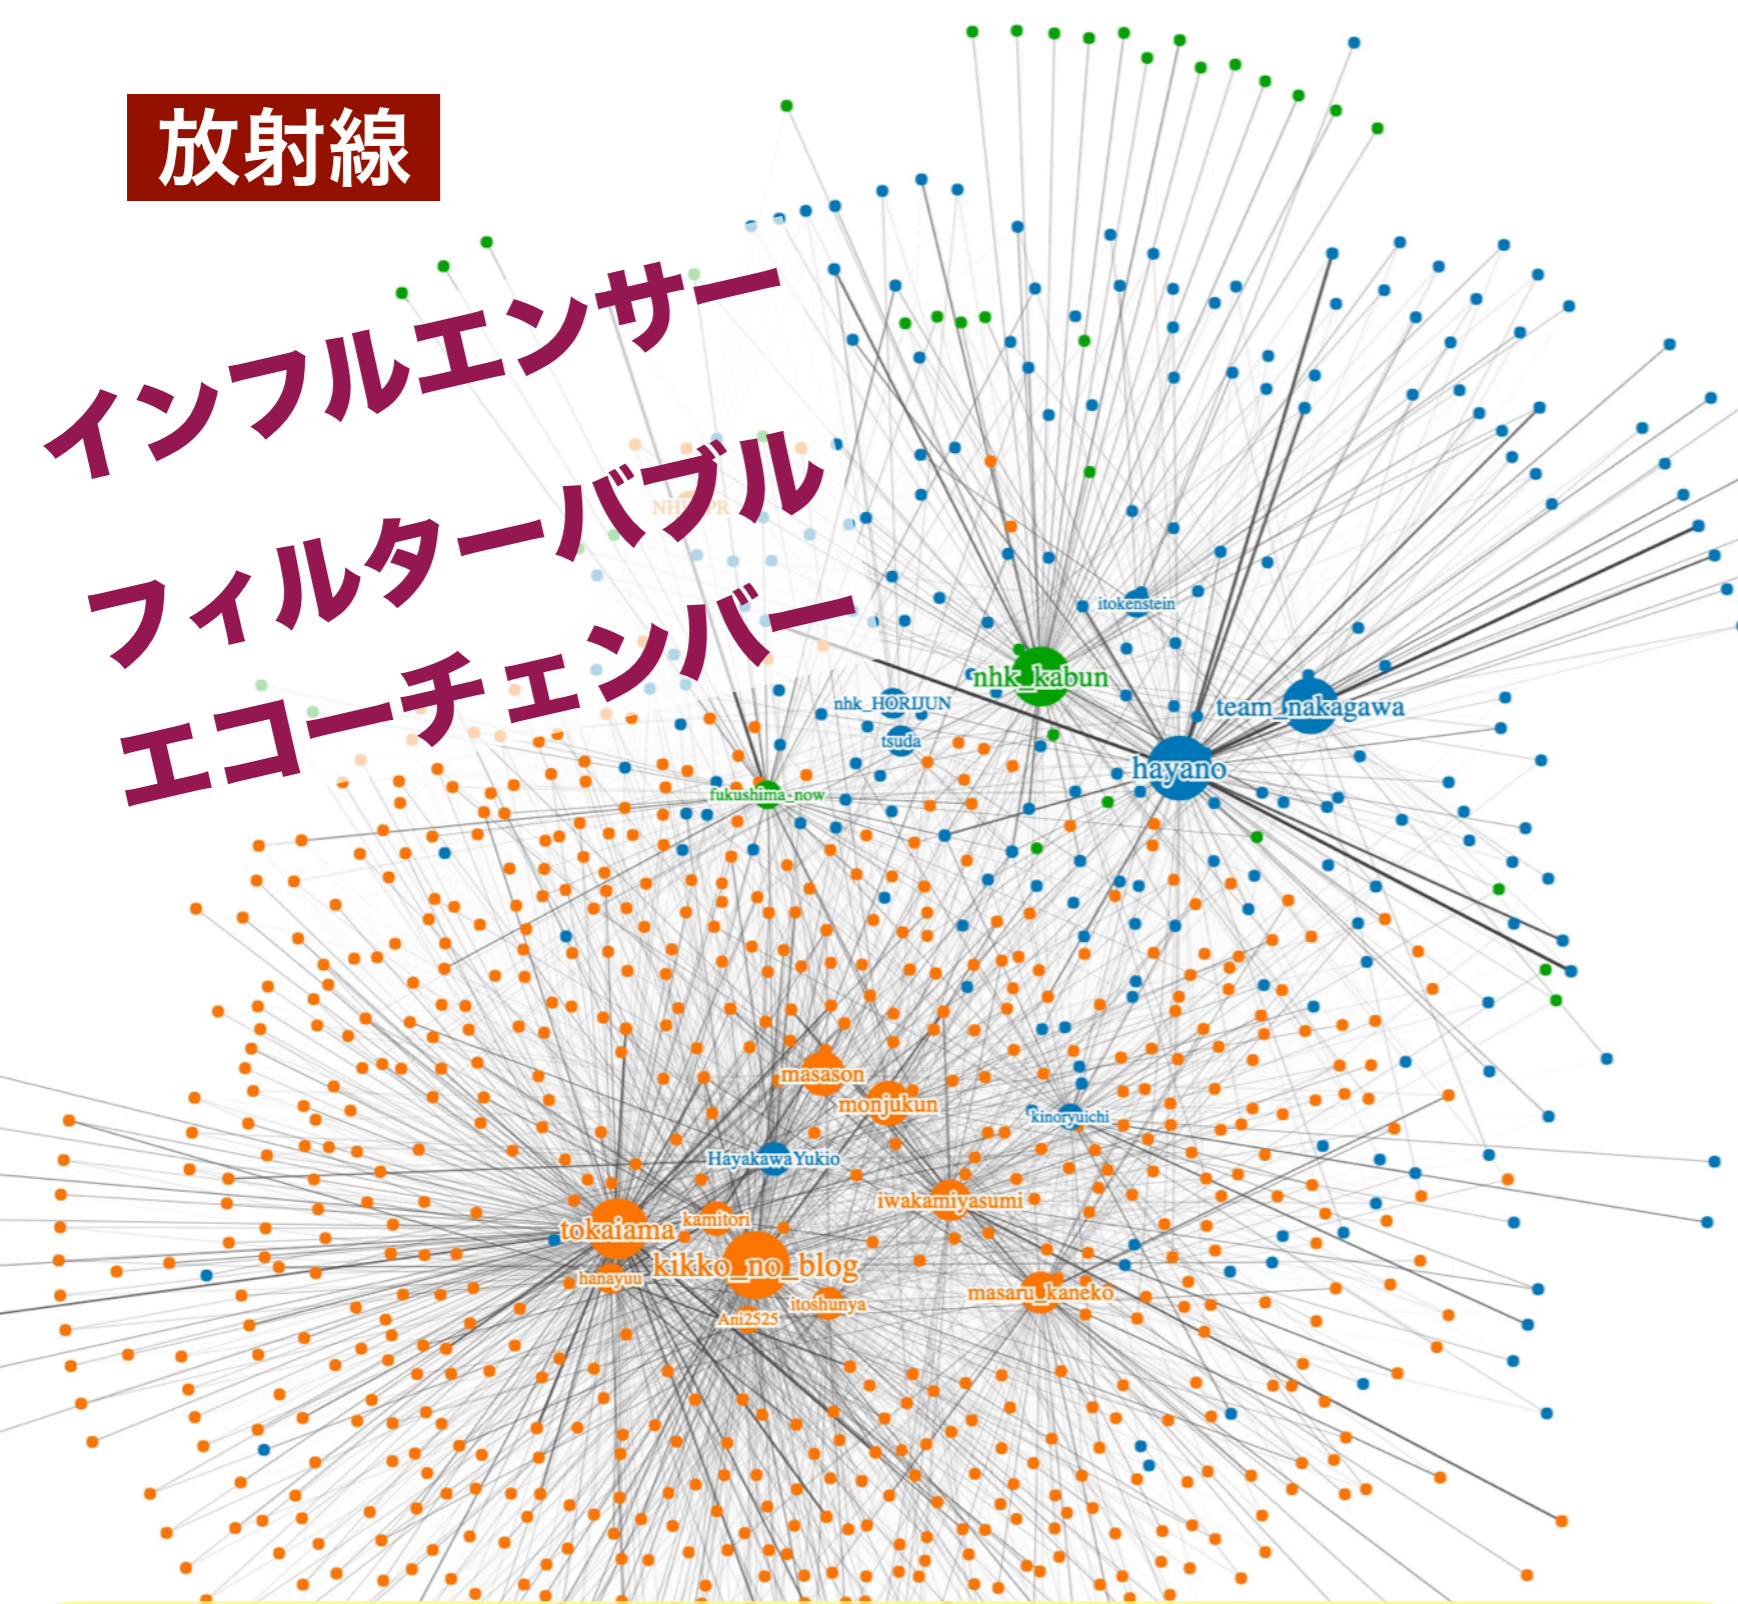 放射線
インフルエンサー
フィルターバブル
エコーチェンバー
itokenstein
nhk_kabun
nhk_HORIJUN
team_nakagawa
tsuda
hayano
fukushima_now
masason
monjukun
kinoryuichi
HayakawaYukio
iwakamiyasumi
kamitori
tokaiama
kikko_no_blog
hanayuu
masaru_kaneko
itoshunya
Ani2525